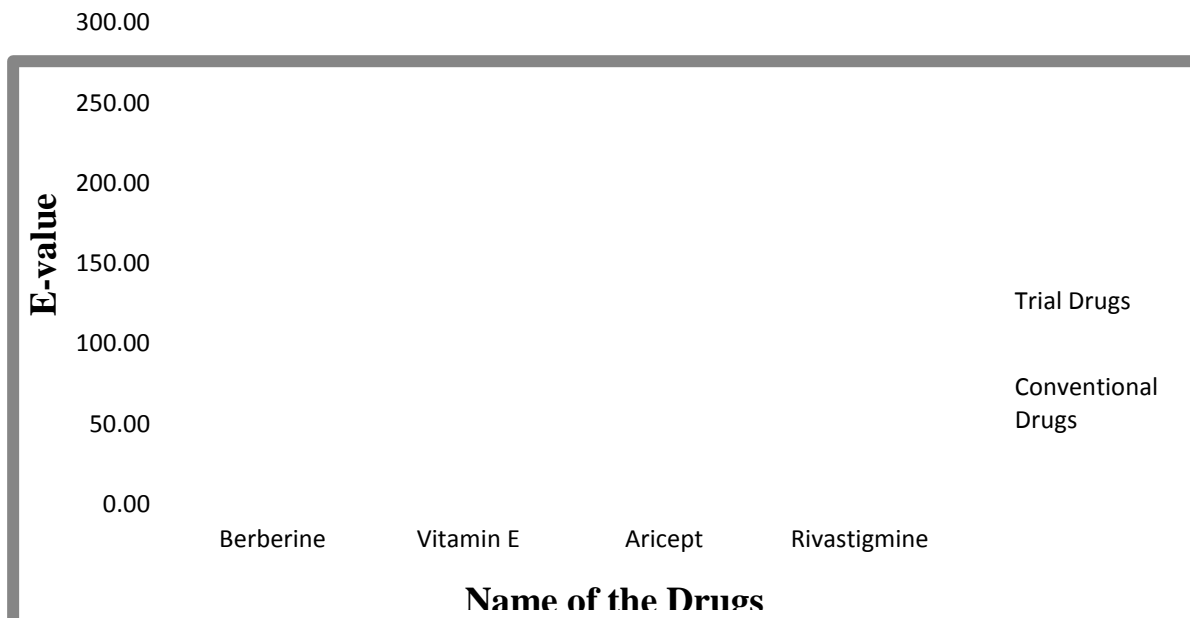 300.00
250.00
200.00
150.00
100.00
50.00
0.00
E-value
Berberine Vitamin E Aricept Rivastigmine
Name of the Drugs
Trial Drugs
Conventional
Drugs